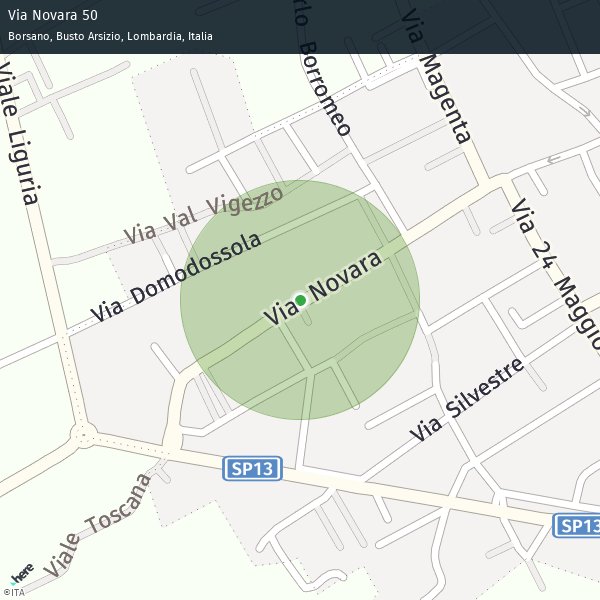 Via Novara 50
Borsano, Busto Arsizio, Lombardia, Italia
Viale Liguria
rlo Borromeo
Via Magenta
Via Val Vigezzo
Via Domodossola
Via Novara
Via 24 Maggio
Via Silvestre
SP13
SP13
Viale Toscana
here
©ITA